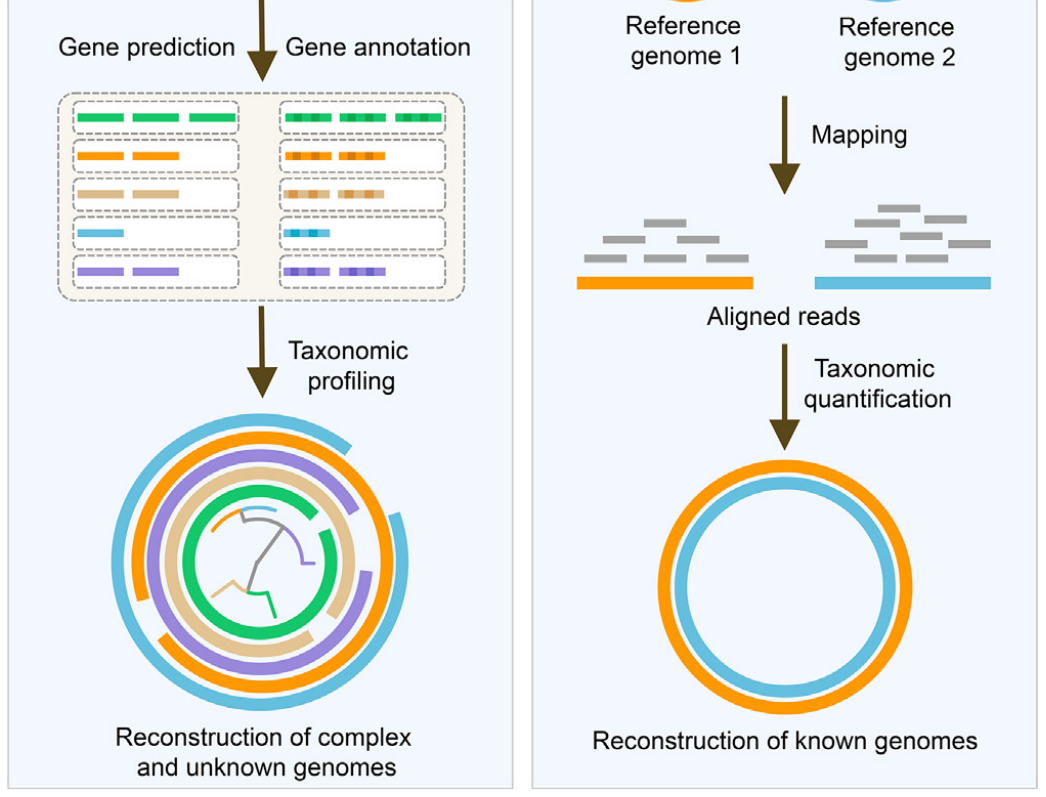 Gene prediction
Gene annotation
Taxonomic
profiling
Reconstruction of complex
and unknown genomes
Reference
genome 1
Reference
genome 2
Mapping
Aligned reads
Taxonomic
quantification
Reconstruction of known genomes